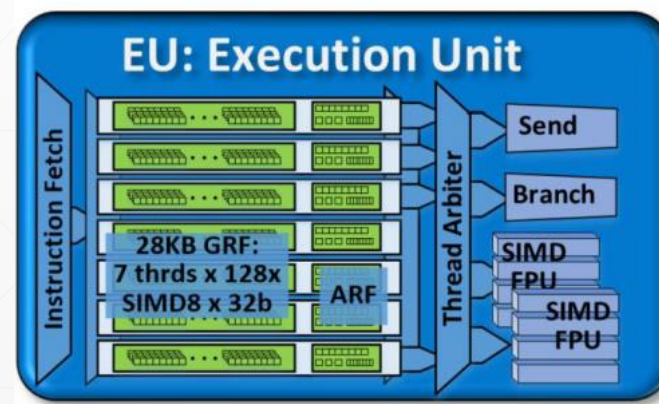 EU: Execution Unit
Instruction Fetch
28KB GRF:
7 thrds x 128x
SIMD8 x 32b
ARF
Thread Arbiter
Send
Branch
SIMD
FPU
SIMD
FPU